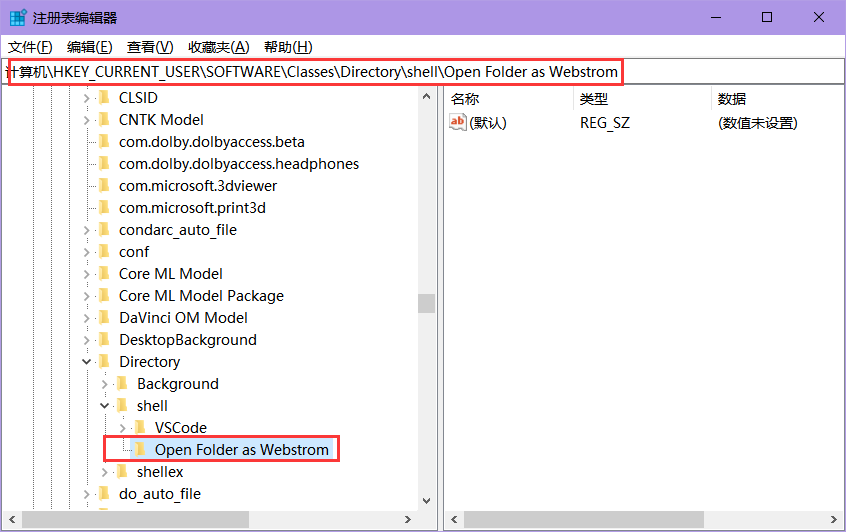 注册表编辑器
文件(F) 编辑(E) 查看(V) 收藏夹(A) 帮助(H)
计算机\HKEY_CURRENT_USER\SOFTWARE\Classes\Directory\shell\Open Folder as Webstrom
CLSID
CNTK Model
com.dolby.dolbyaccess.beta
com.dolby.dolbyaccess.headphones
com.microsoft.3dviewer
com.microsoft.print3d
condarc_auto_file
conf
Core ML Model
Core ML Model Package
DaVinci OM Model
DesktopBackground
Directory
Background
shell
VSCode
Open Folder as Webstrom
shellex
do_auto_file
名称 类型 数据
ab (默认) REG_SZ (数值未设置)